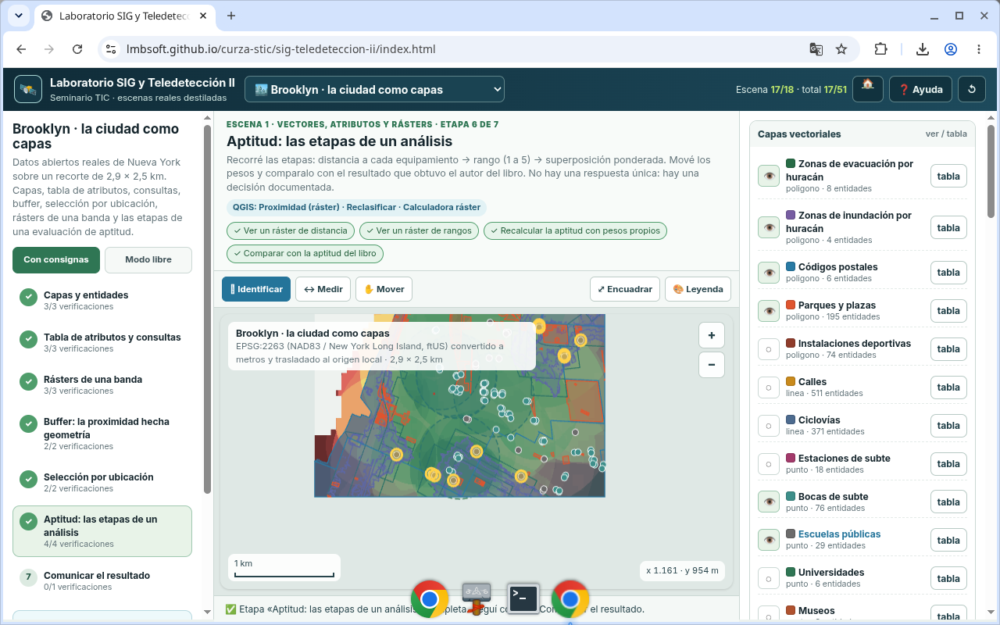 Laboratorio SIG y Teledetecc
lmbsoft.github.io/curza-stic/sig-teledeteccion-ii/index.html
Laboratorio SIG y Teledetección II
Seminario TIC · escenas reales destiladas
Brooklyn · la ciudad como capas
Escena 17/18 · total 17/51
Ayuda
Brooklyn · la ciudad como
capas
Datos abiertos reales de Nueva York
sobre un recorte de 2,9 × 2,5 km.
Capas, tabla de atributos, consultas,
buffer, selección por ubicación,
rásters de una banda y las etapas de
una evaluación de aptitud.
Con consignas
Modo libre
Capas y entidades
3/3 verificaciones
Tabla de atributos y consultas
3/3 verificaciones
Rásters de una banda
3/3 verificaciones
Buffer: la proximidad hecha
geometría
2/2 verificaciones
Selección por ubicación
2/2 verificaciones
Aptitud: las etapas de un
análisis
4/4 verificaciones
7
Comunicar el resultado
0/1 verificaciones
ESCENA 1 · VECTORES, ATRIBUTOS Y RÁSTERS · ETAPA 6 DE 7
Aptitud: las etapas de un análisis
Recorré las etapas: distancia a cada equipamiento → rango (1 a 5) → superposición ponderada. Mové los
pesos y comparalo con el resultado que obtuvo el autor del libro. No hay una respuesta única: hay una
decisión documentada.
QGIS: Proximidad (ráster) · Reclasificar · Calculadora ráster
✓ Ver un ráster de distancia
✓ Ver un ráster de rangos
✓ Recalcular la aptitud con pesos propios
✓ Comparar con la aptitud del libro
Identificar
↔ Medir
Mover
⤢ Encuadrar
Leyenda
Brooklyn · la ciudad como capas
EPSG:2263 (NAD83 / New York Long Island, ftUS) convertido a
metros y trasladado al origen local · 2,9 × 2,5 km
+
−
1 km
x 1.161 · y 954 m
✅ Etapa «Aptitud: las etapas de un análisis
el resultado.
Capas vectoriales
ver / tabla
Zonas de evacuación por
huracán
poligono · 8 entidades
tabla
Zonas de inundación por
huracán
poligono · 4 entidades
tabla
Códigos postales
poligono · 6 entidades
tabla
Parques y plazas
poligono · 195 entidades
tabla
Instalaciones deportivas
poligono · 74 entidades
tabla
Calles
linea · 511 entidades
tabla
Ciclovías
linea · 371 entidades
tabla
Estaciones de subte
punto · 18 entidades
tabla
Bocas de subte
punto · 76 entidades
tabla
Escuelas públicas
punto · 29 entidades
tabla
Universidades
punto · 6 entidades
tabla
Museos
tabla